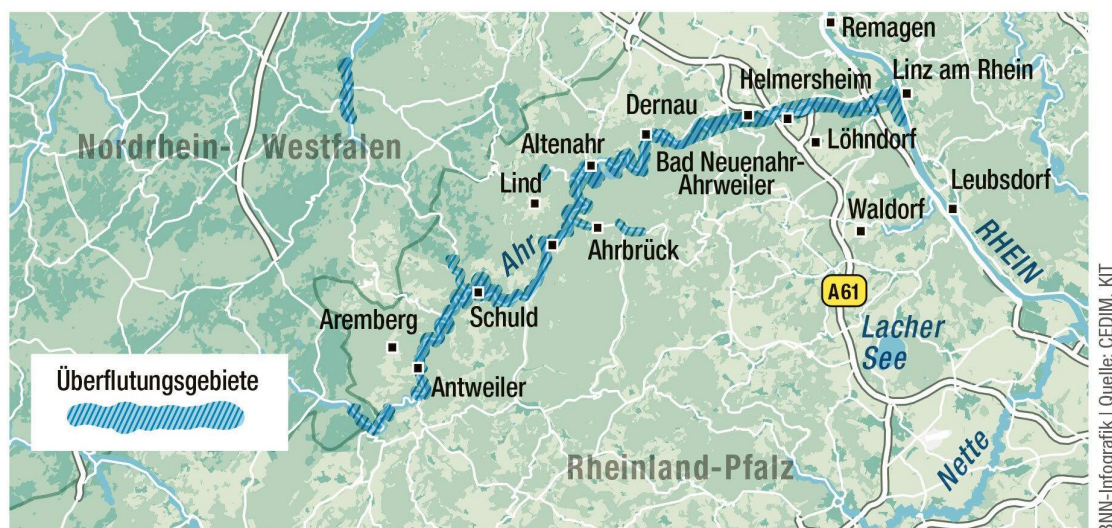 Remagen
Helmersheim
Linz am Rhein
Dernau
Nordrhein-
Westfalen
Altenahr
Löhndorf
Bad Neuenahr-
Ahrweiler
Lind
Leubsdorf
Waldorf
Ahr
Ahrbrück
RHEIN
A61
Aremberg
Schuld
Lacher
See
Überflutungsgebiete
Antweiler
Rheinland-Pfalz
Nette
NN-Infografik | Quelle: CEDIM, KIT